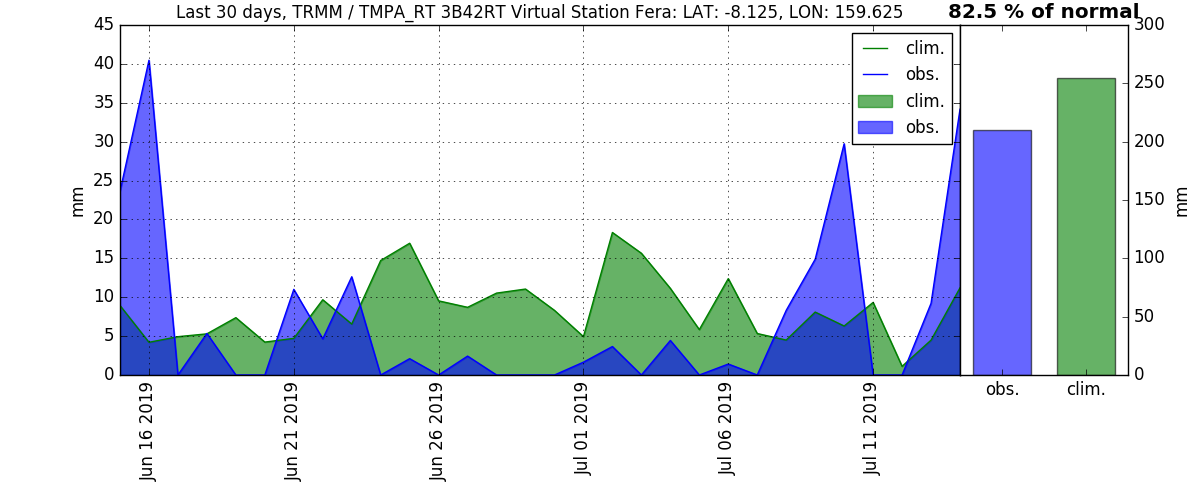 Last 30 days, TRMM / TMPA_RT 3B42RT Virtual Station Fera: LAT: -8.125, LON: 159.625
82.5 % of normal
45
40
35
30
25
20
15
10
5
0
mm
clim.
obs.
clim.
obs.
Jun 16 2019
Jun 21 2019
Jun 26 2019
Jul 01 2019
Jul 06 2019
Jul 11 2019
300
250
200
150
100
50
0
mm
obs.
clim.